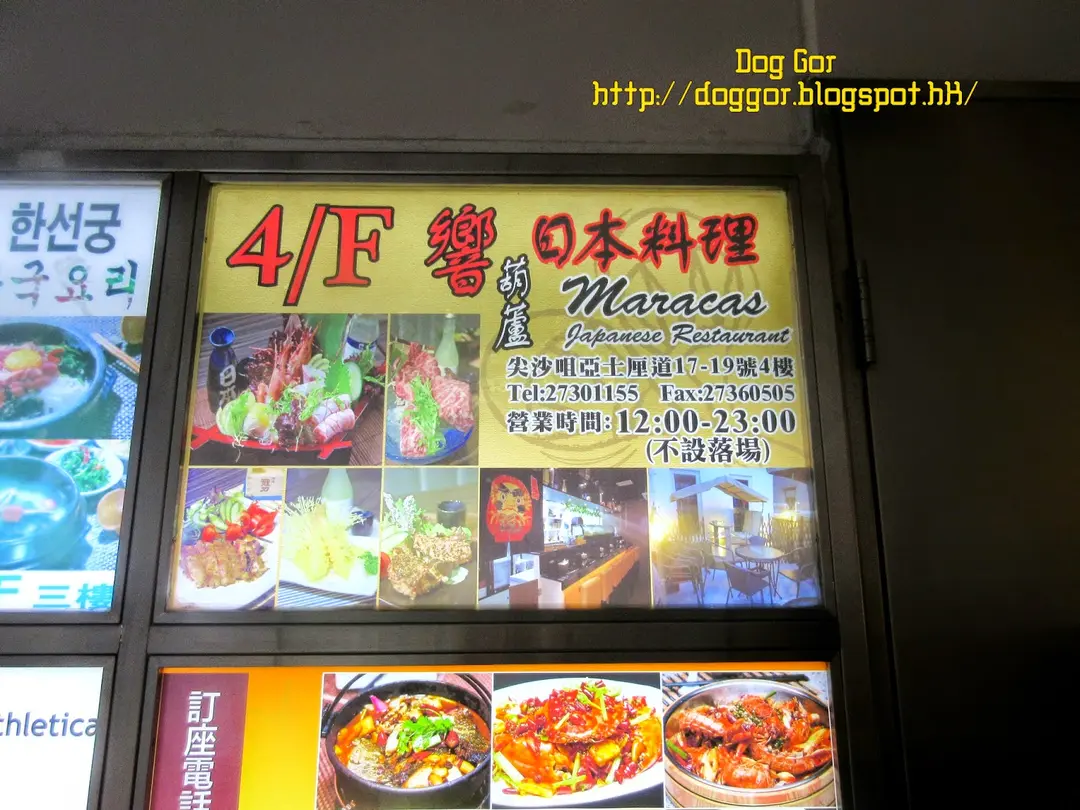 Dog Gor
http://doggor.blogspot.hk/
한선궁
국요리
三樓
4/F 響葫蘆 日本料理
Maracas
Japanese Restaurant
尖沙咀亞士厘道17-19號4樓
Tel:27301155 Fax:27360505
營業時間:12:00-23:00
(不設落場)
thletica
訂座電話